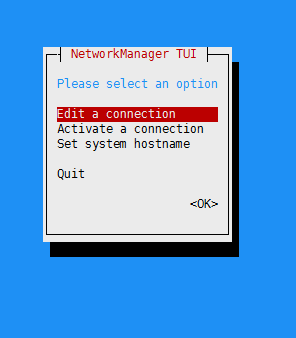 NetworkManager TUI
Please select an option
Edit a connection
Activate a connection
Set system hostname
Quit
<OK>